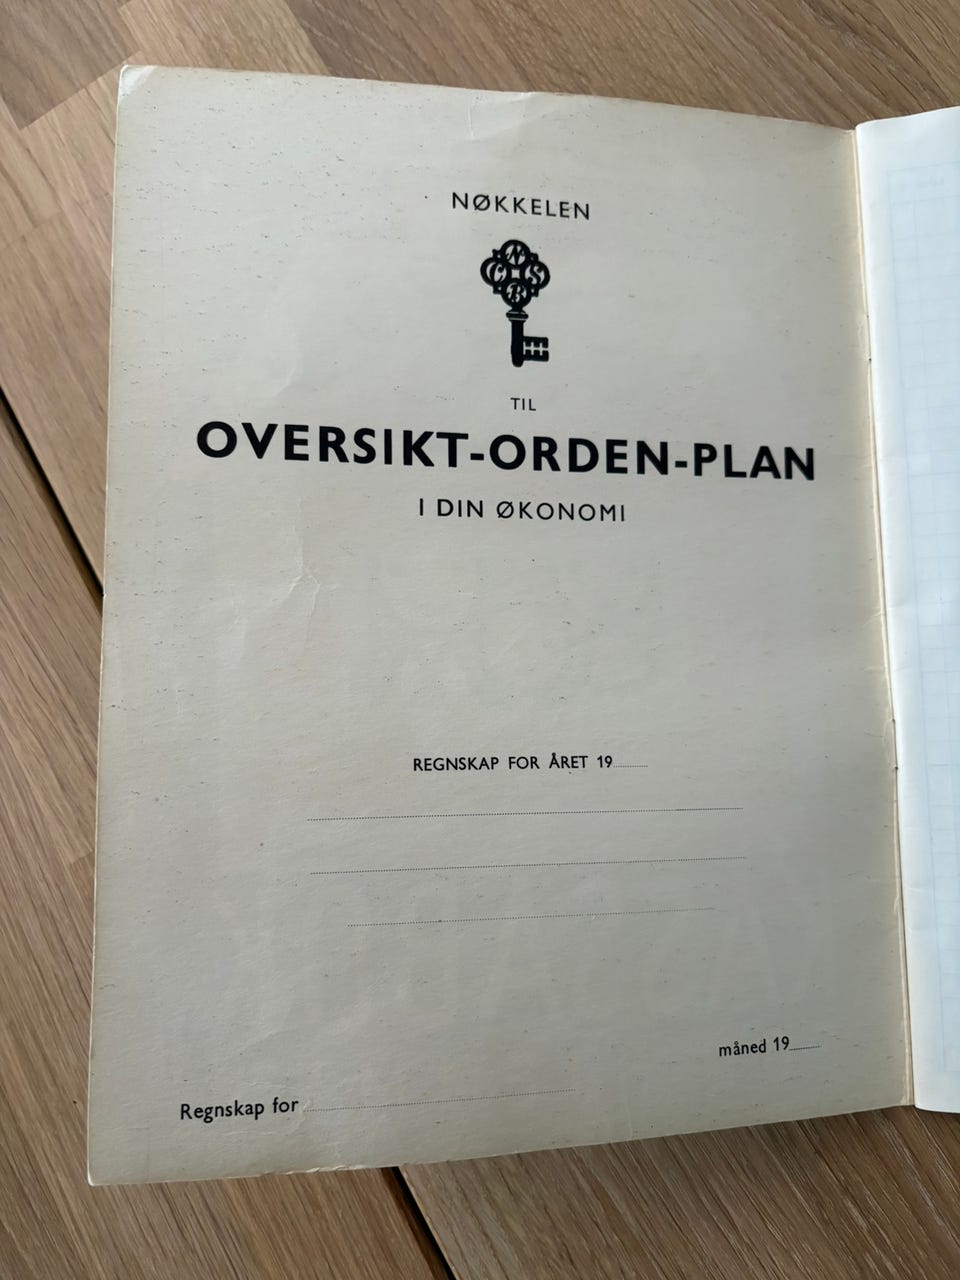 NØKKELEN
N
C S
B
TIL
OVERSIKT-ORDEN-PLAN
I DIN ØKONOMI
REGNSKAP FOR ÅRET 19
måned 19
Regnskap for